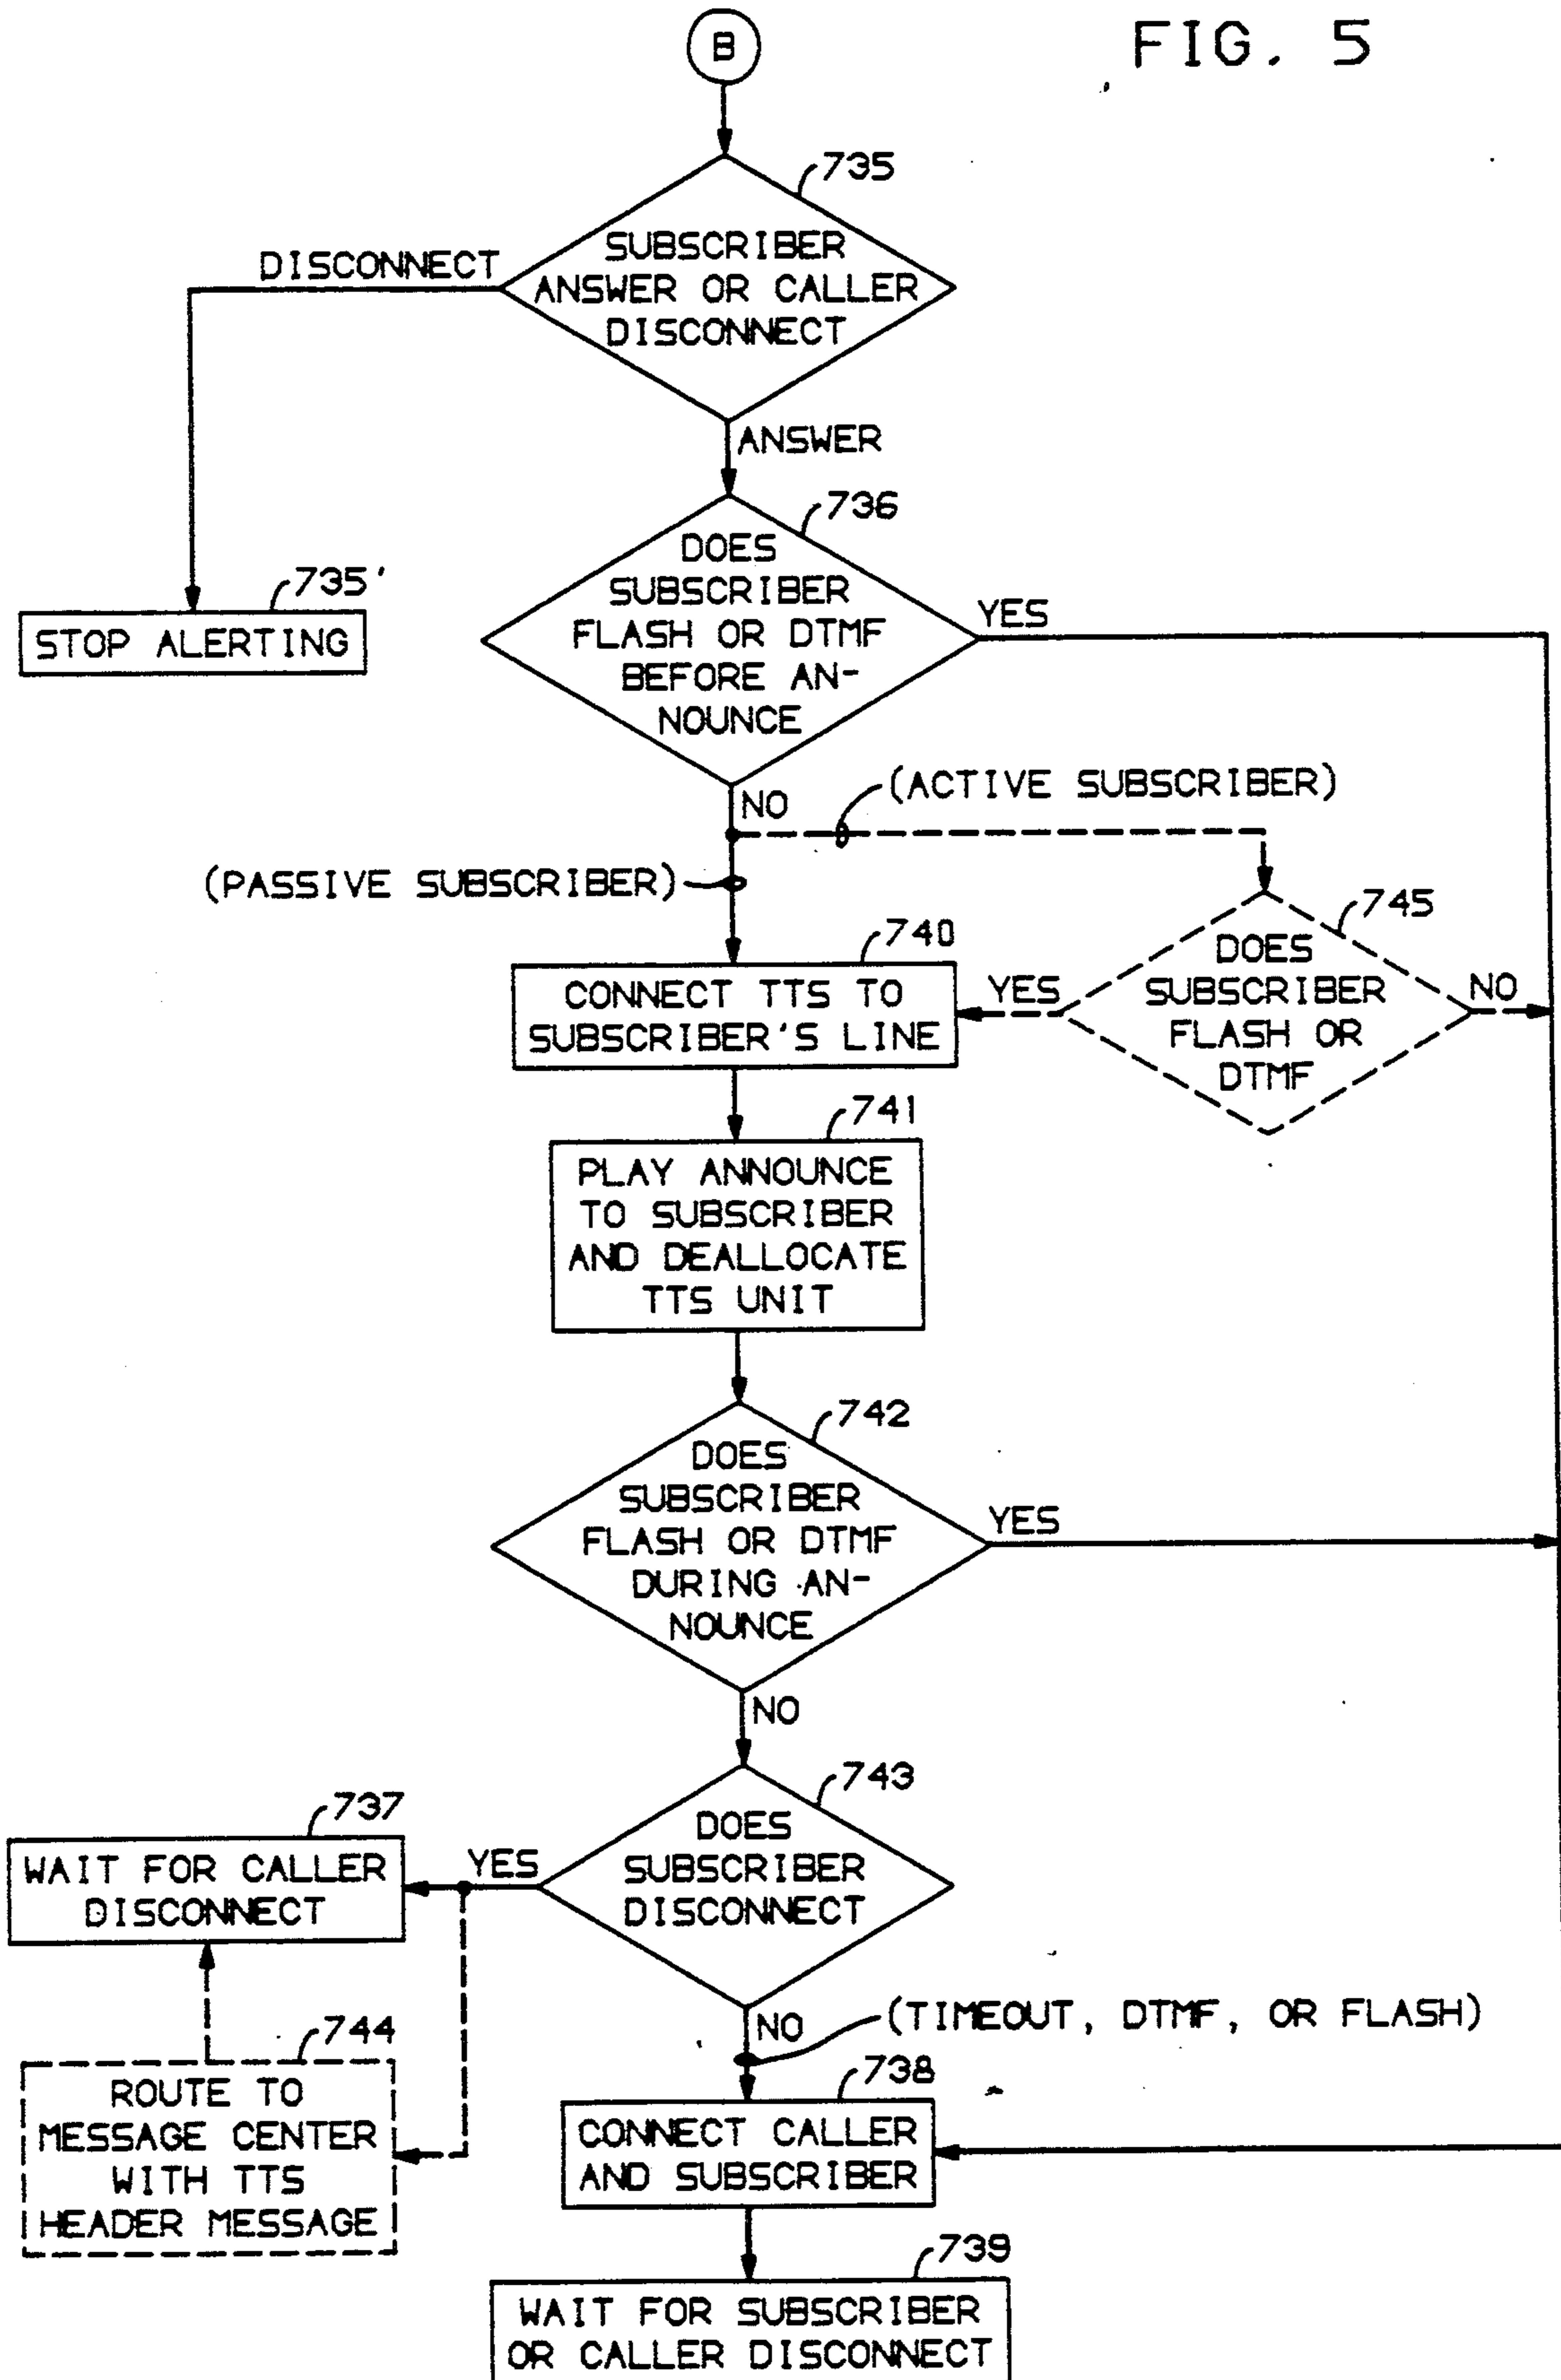 FIG. 5
B
735
SUBSCRIBER
ANSWER OR CALLER
DISCONNECT
DISCONNECT
ANSWER
735'
STOP ALERTING
736
DOES
SUBSCRIBER
FLASH OR DTMF
BEFORE AN-
NOUNCE
YES
NO
(ACTIVE SUBSCRIBER)
(PASSIVE SUBSCRIBER)
745
DOES
SUBSCRIBER
FLASH OR
DTMF
YES
NO
740
CONNECT TTS TO
SUBSCRIBER'S LINE
741
PLAY ANNOUNCE
TO SUBSCRIBER
AND DEALLOCATE
TTS UNIT
742
DOES
SUBSCRIBER
FLASH OR DTMF
DURING AN-
NOUNCE
YES
NO
743
DOES
SUBSCRIBER
DISCONNECT
YES
737
WAIT FOR CALLER
DISCONNECT
744
ROUTE TO
MESSAGE CENTER
WITH TTS
HEADER MESSAGE
NO
(TIMEOUT, DTMF, OR FLASH)
738
CONNECT CALLER
AND SUBSCRIBER
739
WAIT FOR SUBSCRIBER
OR CALLER DISCONNECT